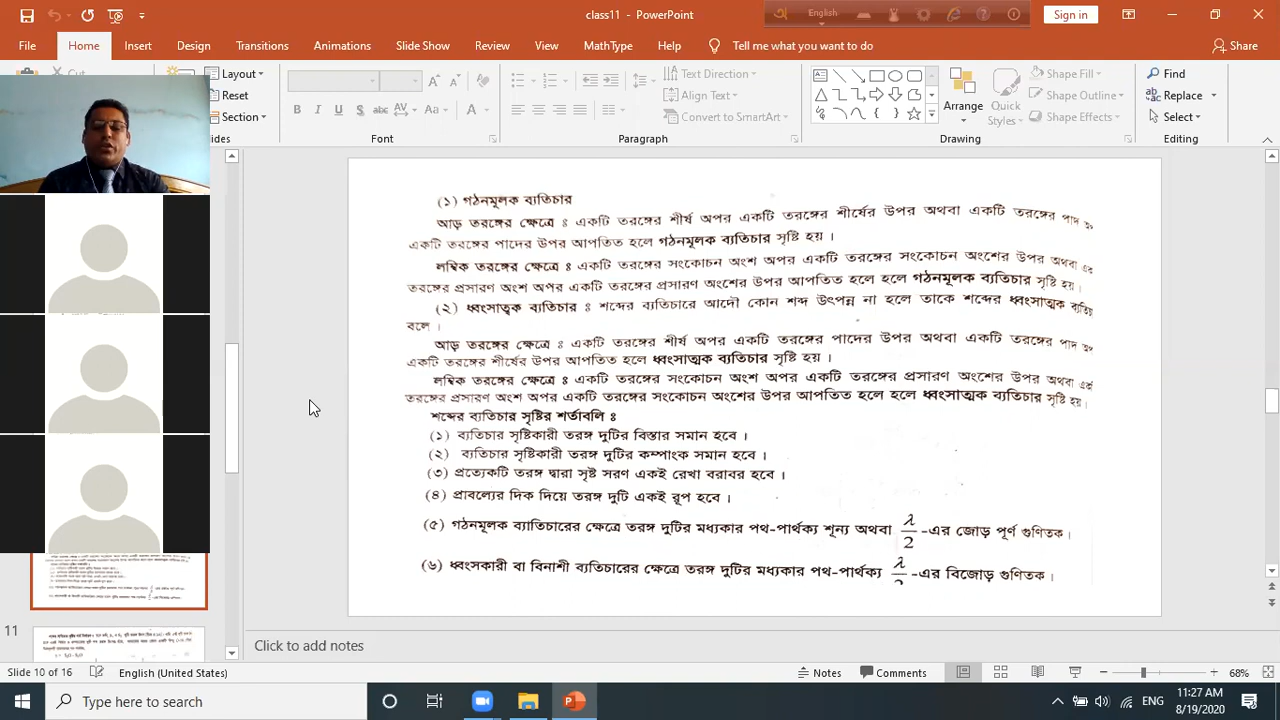 class11 - PowerPoint
English
Sign in
File
Home
Insert
Design
Transitions
Animations
Slide Show
Review
View
MathType
Help
Tell me what you want to do
Share
Cut
Layout
Reset
Section
Text Direction
Align Text
Convert to SmartArt
Arrange
Quick Styles
Shape Fill
Shape Outline
Shape Effects
Find
Replace
Select
Font
Paragraph
Drawing
Editing
(১) গঠনমূলক ব্যতিচার
আড় তরঙ্গের ক্ষেত্রে ঃ একটি তরঙ্গের শীর্ষ অপর একটি তরঙ্গের শীর্ষের উপর অথবা একটি তরঙ্গের পাদ
একটি তরঙ্গের পাদের উপর আপতিত হলে গঠনমূলক ব্যতিচার সৃষ্টি হয়।
লম্বিক তরঙ্গের ক্ষেত্রে ঃ একটি তরঙ্গের সংকোচন অংশ অপর একটি তরঙ্গের সংকোচন অংশের উপর অথবা
তরঙ্গের প্রসারণ অংশ অপর একটি তরঙ্গের প্রসারণ অংশের উপর আপতিত হলে হলে গঠনমূলক ব্যতিচার সৃষ্টি হয়।
(২) ধ্বংসাত্বক ব্যতিচার ঃ শব্দের ব্যতিচারে আদৌ কোন শব্দ উৎপন্ন না হলে তাকে শব্দের ধ্বংসাত্মক
বলে।
আড় তরঙ্গের ক্ষেত্রে ঃ একটি তরঙ্গের শীর্ষ অপর একটি তরঙ্গের পাদের উপর অথবা একটি তরঙ্গের পাদ
একটি তরঙ্গের শীর্ষের উপর আপতিত হলে ধ্বংসাত্মক ব্যতিচার সৃষ্টি হয়।
লম্বিক তরঙ্গের ক্ষেত্রে ঃ একটি তরঙ্গের সংকোচন অংশ অপর একটি তরঙ্গের প্রসারণ অংশের উপর অথবা
তরঙ্গের প্রসারণ অংশ অপর একটি তরঙ্গের সংকোচন অংশের উপর আপতিত হলে হলে ধ্বংসাত্মক ব্যতিচার সৃষ্টি হয়।
শব্দের ব্যতিচার সৃষ্টির শর্তাবলি ঃ
(১) ব্যতিচার সৃষ্টিকারী তরঙ্গ দুটির বিস্তার সমান হবে।
(২) ব্যতিচার সৃষ্টিকারী তরঙ্গ দুটির কম্পাংক সমান হবে।
(৩) প্রত্যেকটি তরঙ্গ দ্বারা সৃষ্ট সরণ একই রেখা বরাবর হবে।
(৪) প্রাবল্যের দিক দিয়ে তরঙ্গ দুটি একই রূপ হবে।
(৫) গঠনমূলক ব্যাতিচারের ক্ষেত্রে তরঙ্গ দুটির মধ্যকার পথ-পার্থক্য শূন্য অথবা λ/2 -এর জোড় পূর্ণ গুণিতক।
(৬) ধ্বংসকারী বা বিনাশী ব্যতিচারের ক্ষেত্রে তরঙ্গ দুটির পথ-পার্থক্য λ/2 -এর বিজোড় গুণিতক।
11
Click to add notes
Slide 10 of 16
English (United States)
Notes
Comments
68%
Type here to search
ENG
11:27 AM
8/19/2020